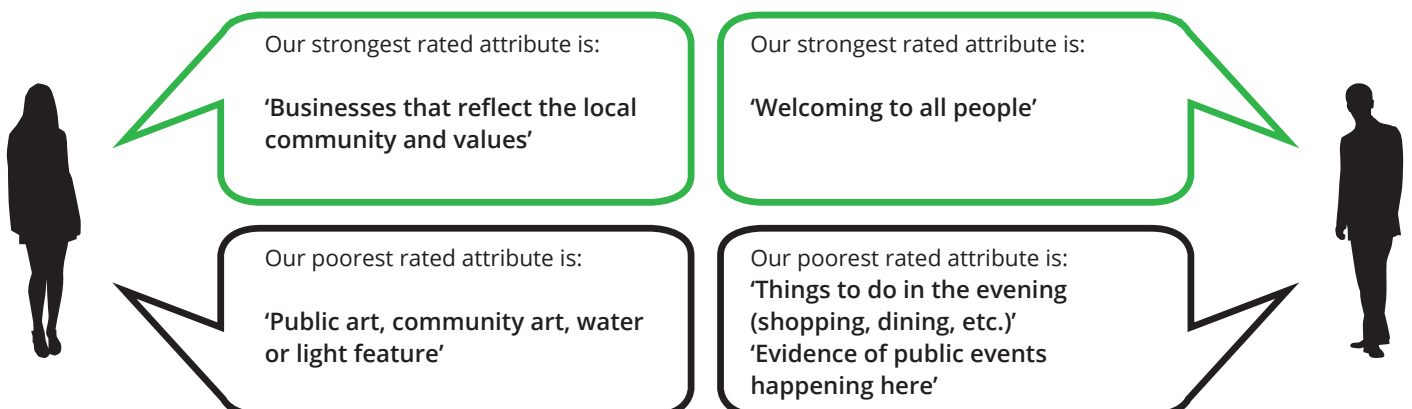 Our strongest rated attribute is:
‘Businesses that reflect the local
community and values’
Our strongest rated attribute is:
‘Welcoming to all people’
Our poorest rated attribute is:
‘Public art, community art, water
or light feature’
Our poorest rated attribute is:
‘Things to do in the evening
(shopping, dining, etc.)’
‘Evidence of public events
happening here’